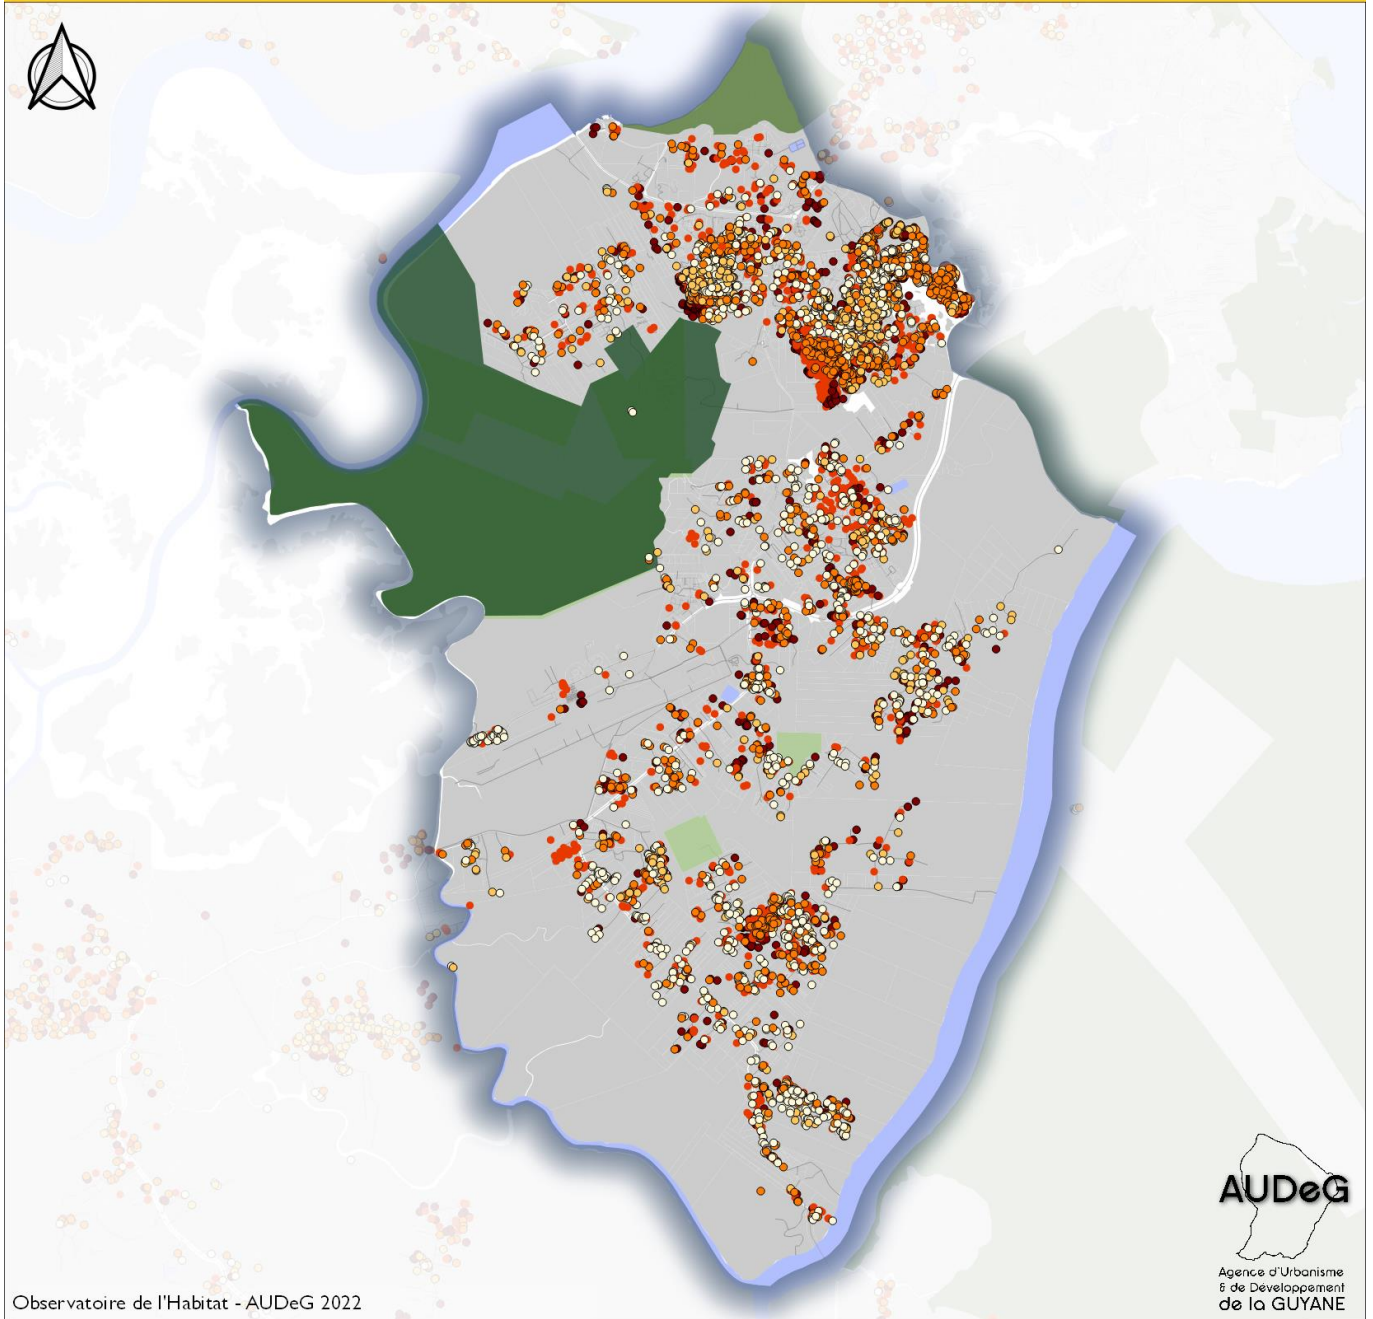 AUDeG
Agence d'Urbanisme
& de Développement
de la GUYANE
Observatoire de l'Habitat - AUDeG 2022